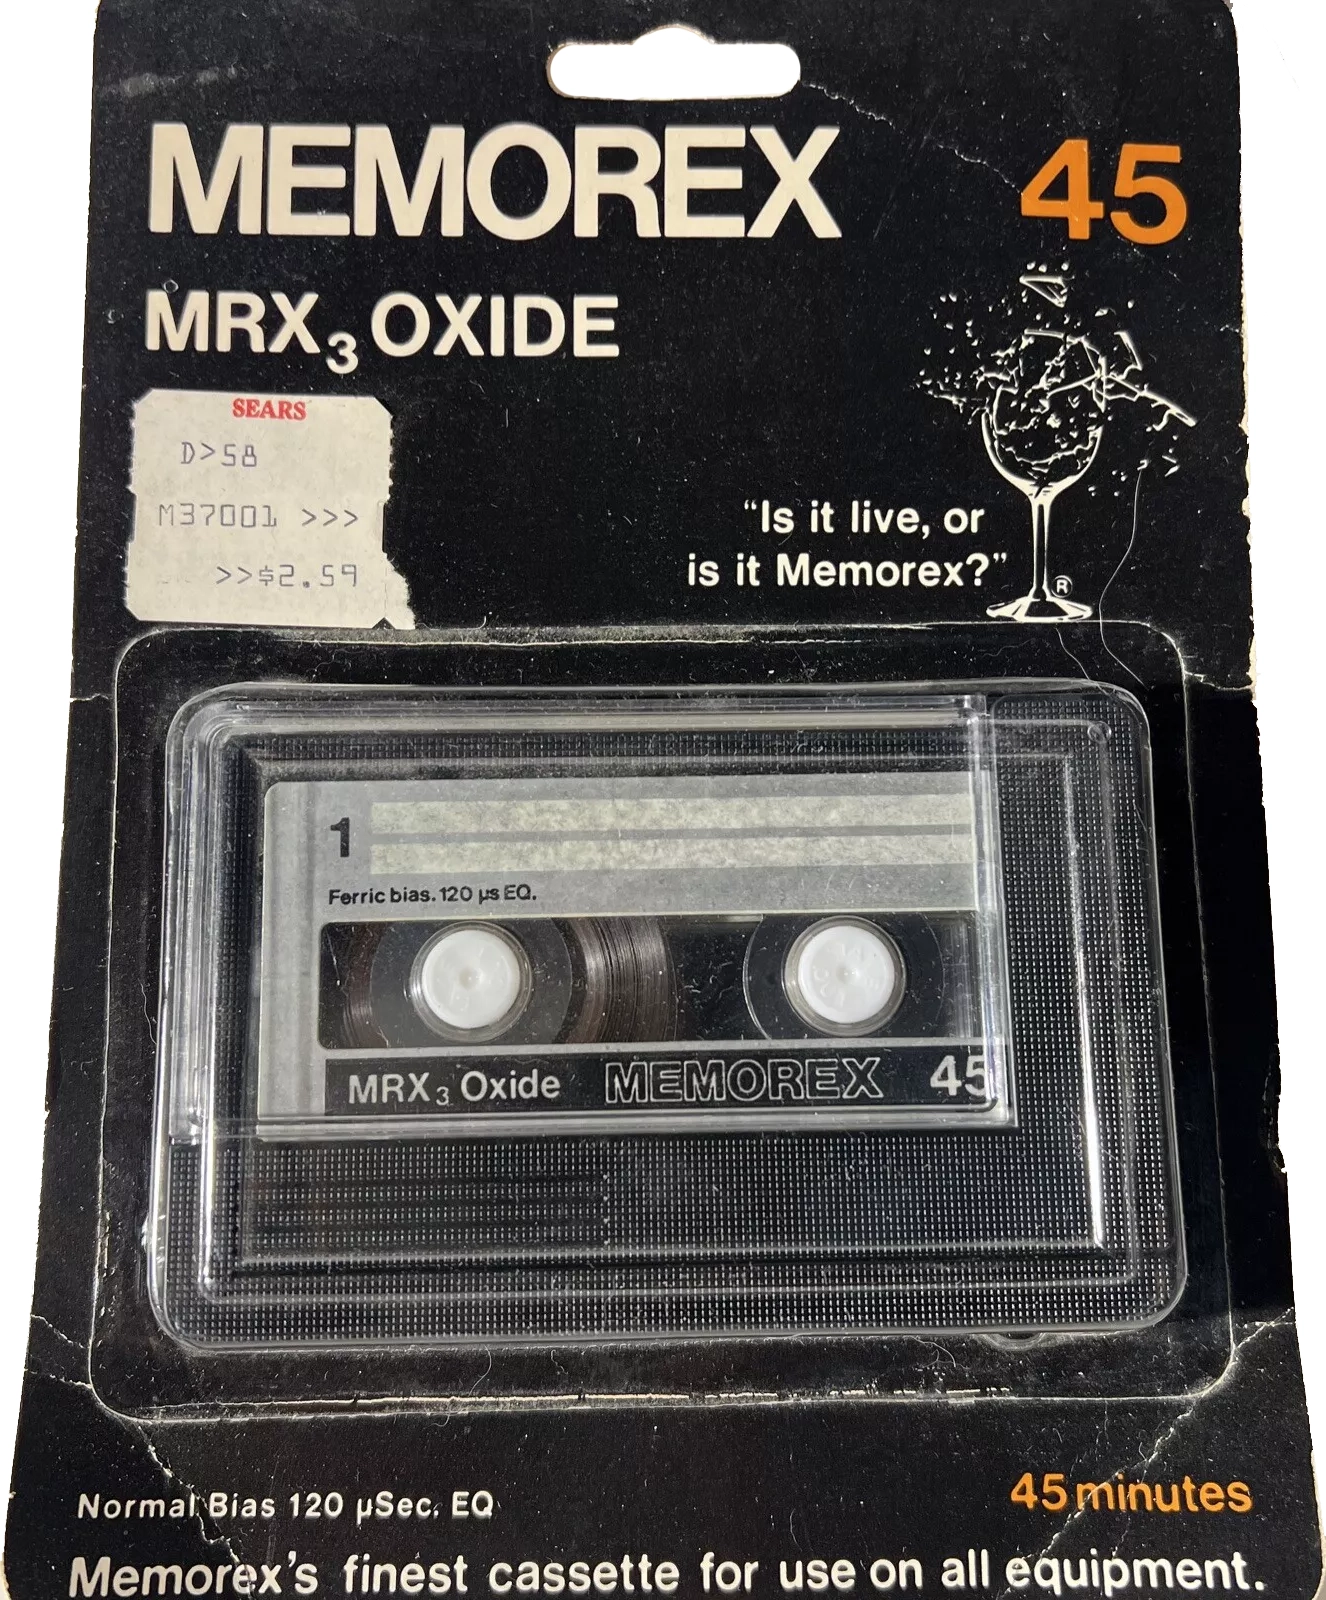 MEMOREX 45
MRX₃ OXIDE
SEARS
D>58
M37001 >>>
>>$2.59
“Is it live, or
is it Memorex?”
®
1
Ferric bias. 120 µs EQ.
MRX₃ Oxide MEMOREX 45
Normal Bias 120 µSec. EQ
45 minutes
Memorex's finest cassette for use on all equipment.